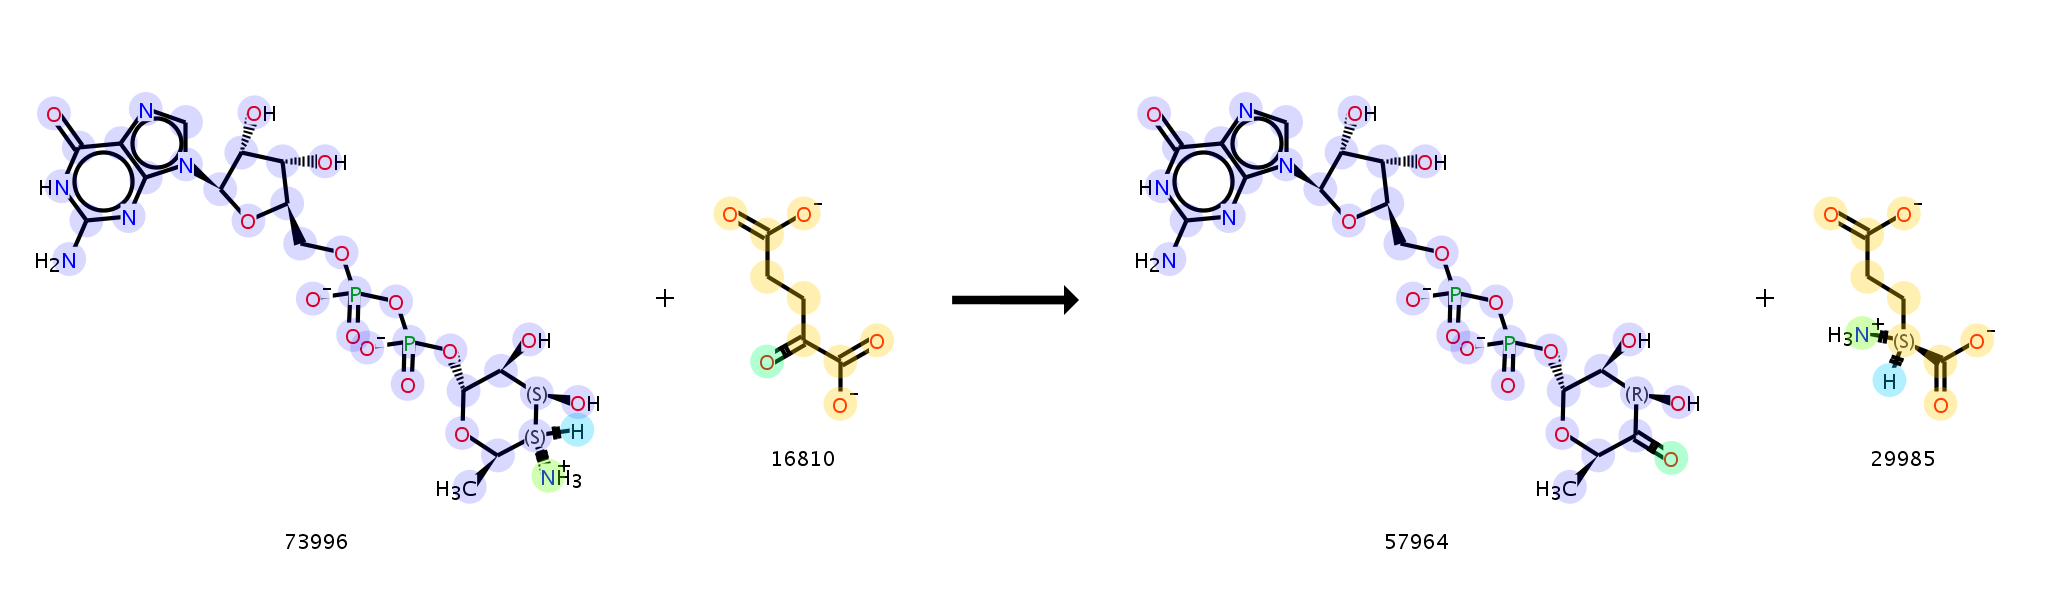 O N OH
N OH
HN N O
H2N O
O- P O
O O- P O OH
O (S) OH
O (S) H
H3C NH3+
73996
+
O O-
O O
O-
16810
O N OH
N OH
HN N O
H2N O
O- P O
O O- P O OH
O (R) OH
O O
H3C
57964
+
O O-
H3N+ (S) O-
H O
29985